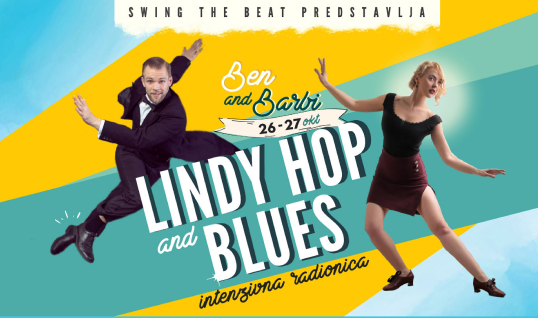 SWING THE BEAT PREDSTAVLJA
Ben
and Barbi
26-27 okt
LINDY HOP
and BLUES
intenzivna radionica